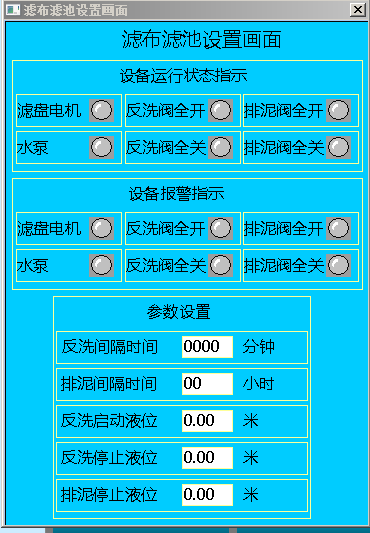 滤布滤池设置画面
滤布滤池设置画面
设备运行状态指示
滤盘电机 反洗阀全开 排泥阀全开
水泵 反洗阀全关 排泥阀全关
设备报警指示
滤盘电机 反洗阀全开 排泥阀全开
水泵 反洗阀全关 排泥阀全关
参数设置
反洗间隔时间 0000 分钟
排泥间隔时间 00 小时
反洗启动液位 0.00 米
反洗停止液位 0.00 米
排泥停止液位 0.00 米